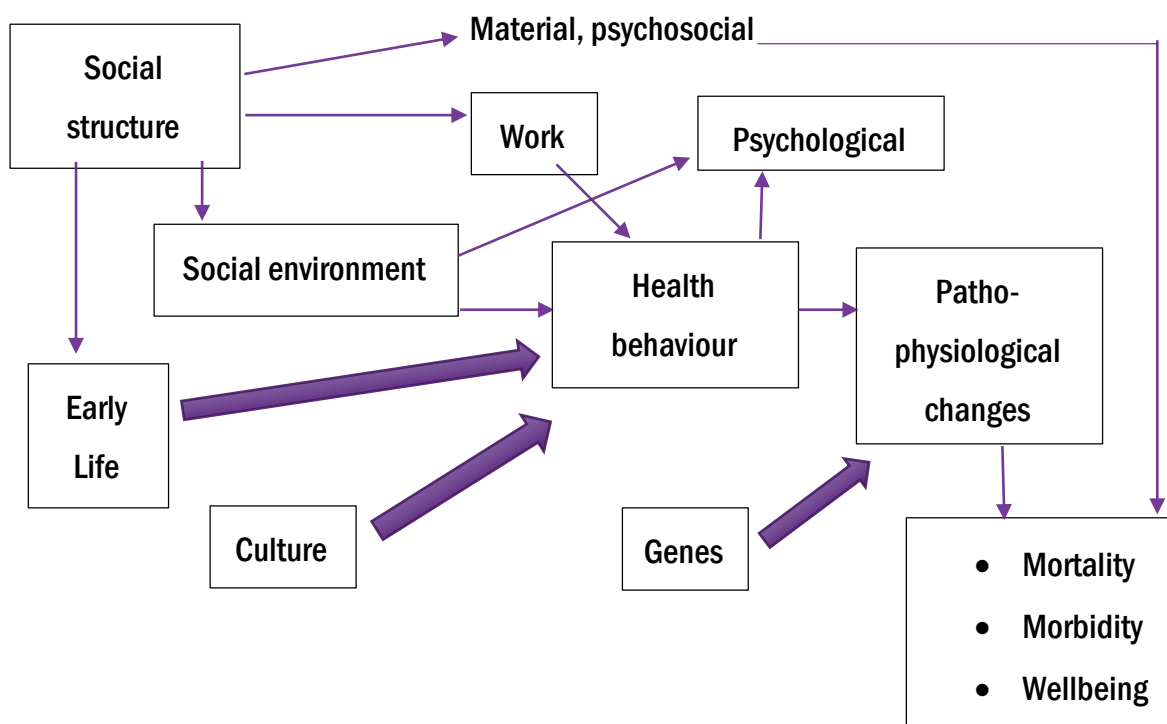 Material, psychosocial
Social
structure
Work
Psychological
Social environment
Health
behaviour
Patho-
physiological
changes
Early
Life
Culture
Genes
• Mortality
• Morbidity
• Wellbeing